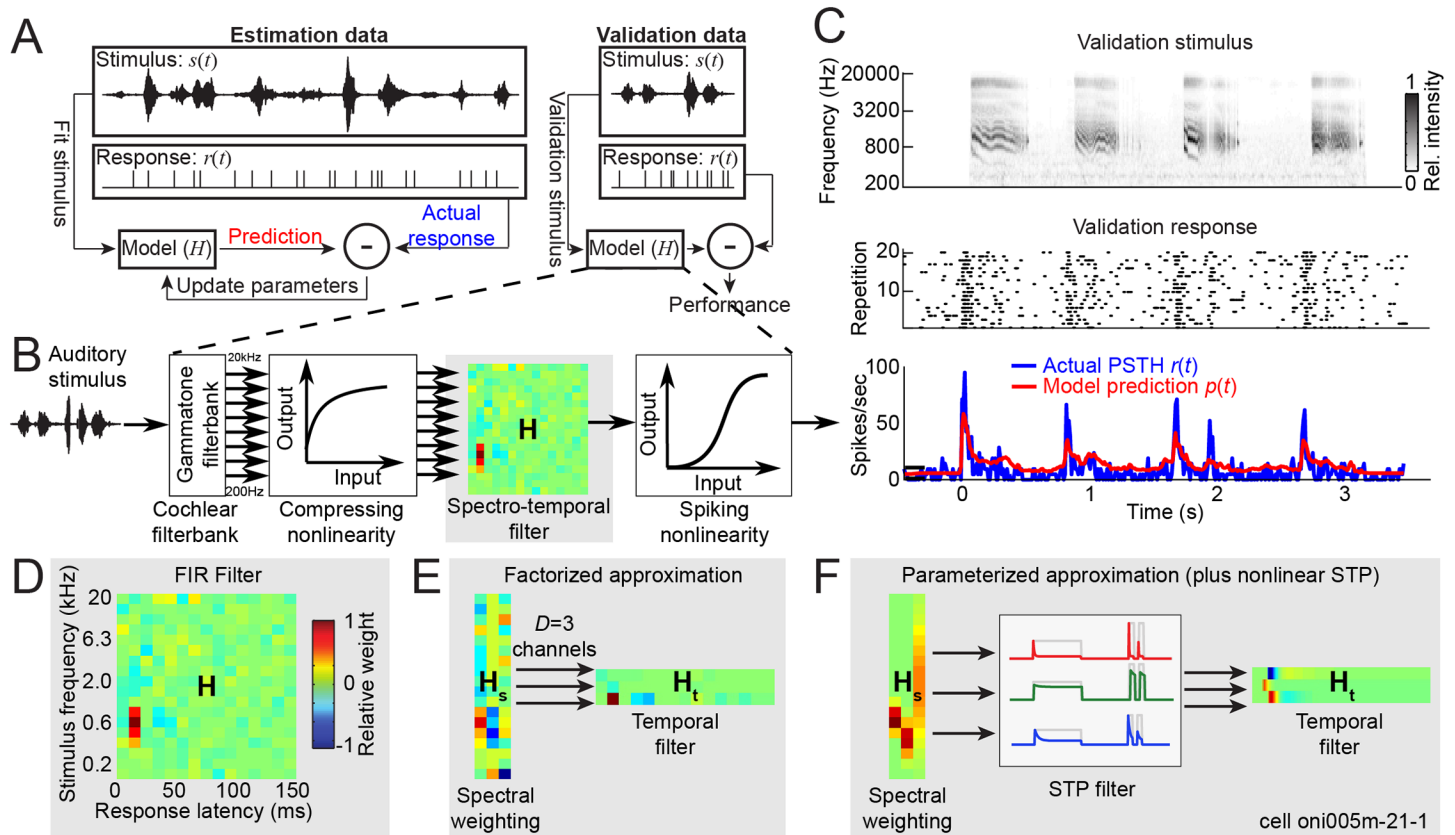 A
Estimation data
Stimulus: s(t)
Response: r(t)
Fit stimulus
Model (H)
Prediction
-
Actual
response
Update parameters
Validation data
Stimulus: s(t)
Response: r(t)
Validation stimulus
Model (H)
-
Performance
B
Auditory
stimulus
Gammatone
filterbank
20kHz
200Hz
Cochlear
filterbank
Output
Input
Compressing
nonlinearity
H
Spectro-temporal
filter
Output
Input
Spiking
nonlinearity
C
Validation stimulus
Frequency (Hz)
20000
3200
800
200
1
0
Rel. intensity
Validation response
Repetition
20
10
Actual PSTH r(t)
Model prediction p(t)
Spikes/sec
100
50
0
0
1
2
3
Time (s)
D
FIR Filter
Stimulus frequency (kHz)
20
6.3
2.0
0.6
0.2
H
1
0
-1
Relative weight
0
50
100
150
Response latency (ms)
E
Factorized approximation
D=3
channels
Hs
Ht
Temporal
filter
Spectral
weighting
F
Parameterized approximation (plus nonlinear STP)
Hs
Ht
STP filter
Temporal
filter
Spectral
weighting
cell oni005m-21-1